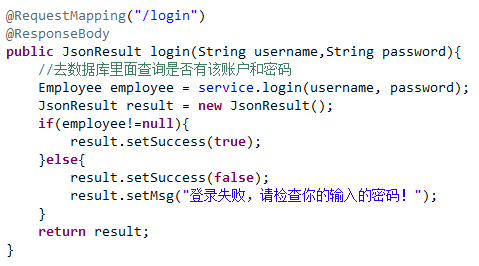 @RequestMapping("/login")
@ResponseBody
public JsonResult login(String username,String password){
    //去数据库里面查询是否有该账户和密码
    Employee employee = service.login(username, password);
    JsonResult result = new JsonResult();
    if(employee!=null){
        result.setSuccess(true);
    }else{
        result.setSuccess(false);
        result.setMsg("登录失败,请检查你的输入的密码!");
    }
    return result;
}